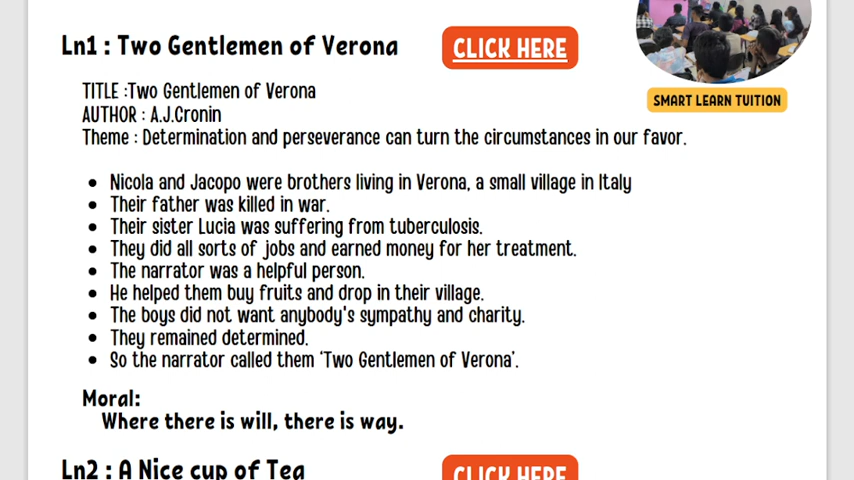 Ln1 : Two Gentlemen of Verona
CLICK HERE
SMART LEARN TUITION
TITLE :Two Gentlemen of Verona
AUTHOR : A.J.Cronin
Theme : Determination and perseverance can turn the circumstances in our favor.
• Nicola and Jacopo were brothers living in Verona, a small village in Italy
• Their father was killed in war.
• Their sister Lucia was suffering from tuberculosis.
• They did all sorts of jobs and earned money for her treatment.
• The narrator was a helpful person.
• He helped them buy fruits and drop in their village.
• The boys did not want anybody's sympathy and charity.
• They remained determined.
• So the narrator called them ‘Two Gentlemen of Verona’.
Moral:
Where there is will, there is way.
Ln2 : A Nice cup of Tea
CLICK HERE